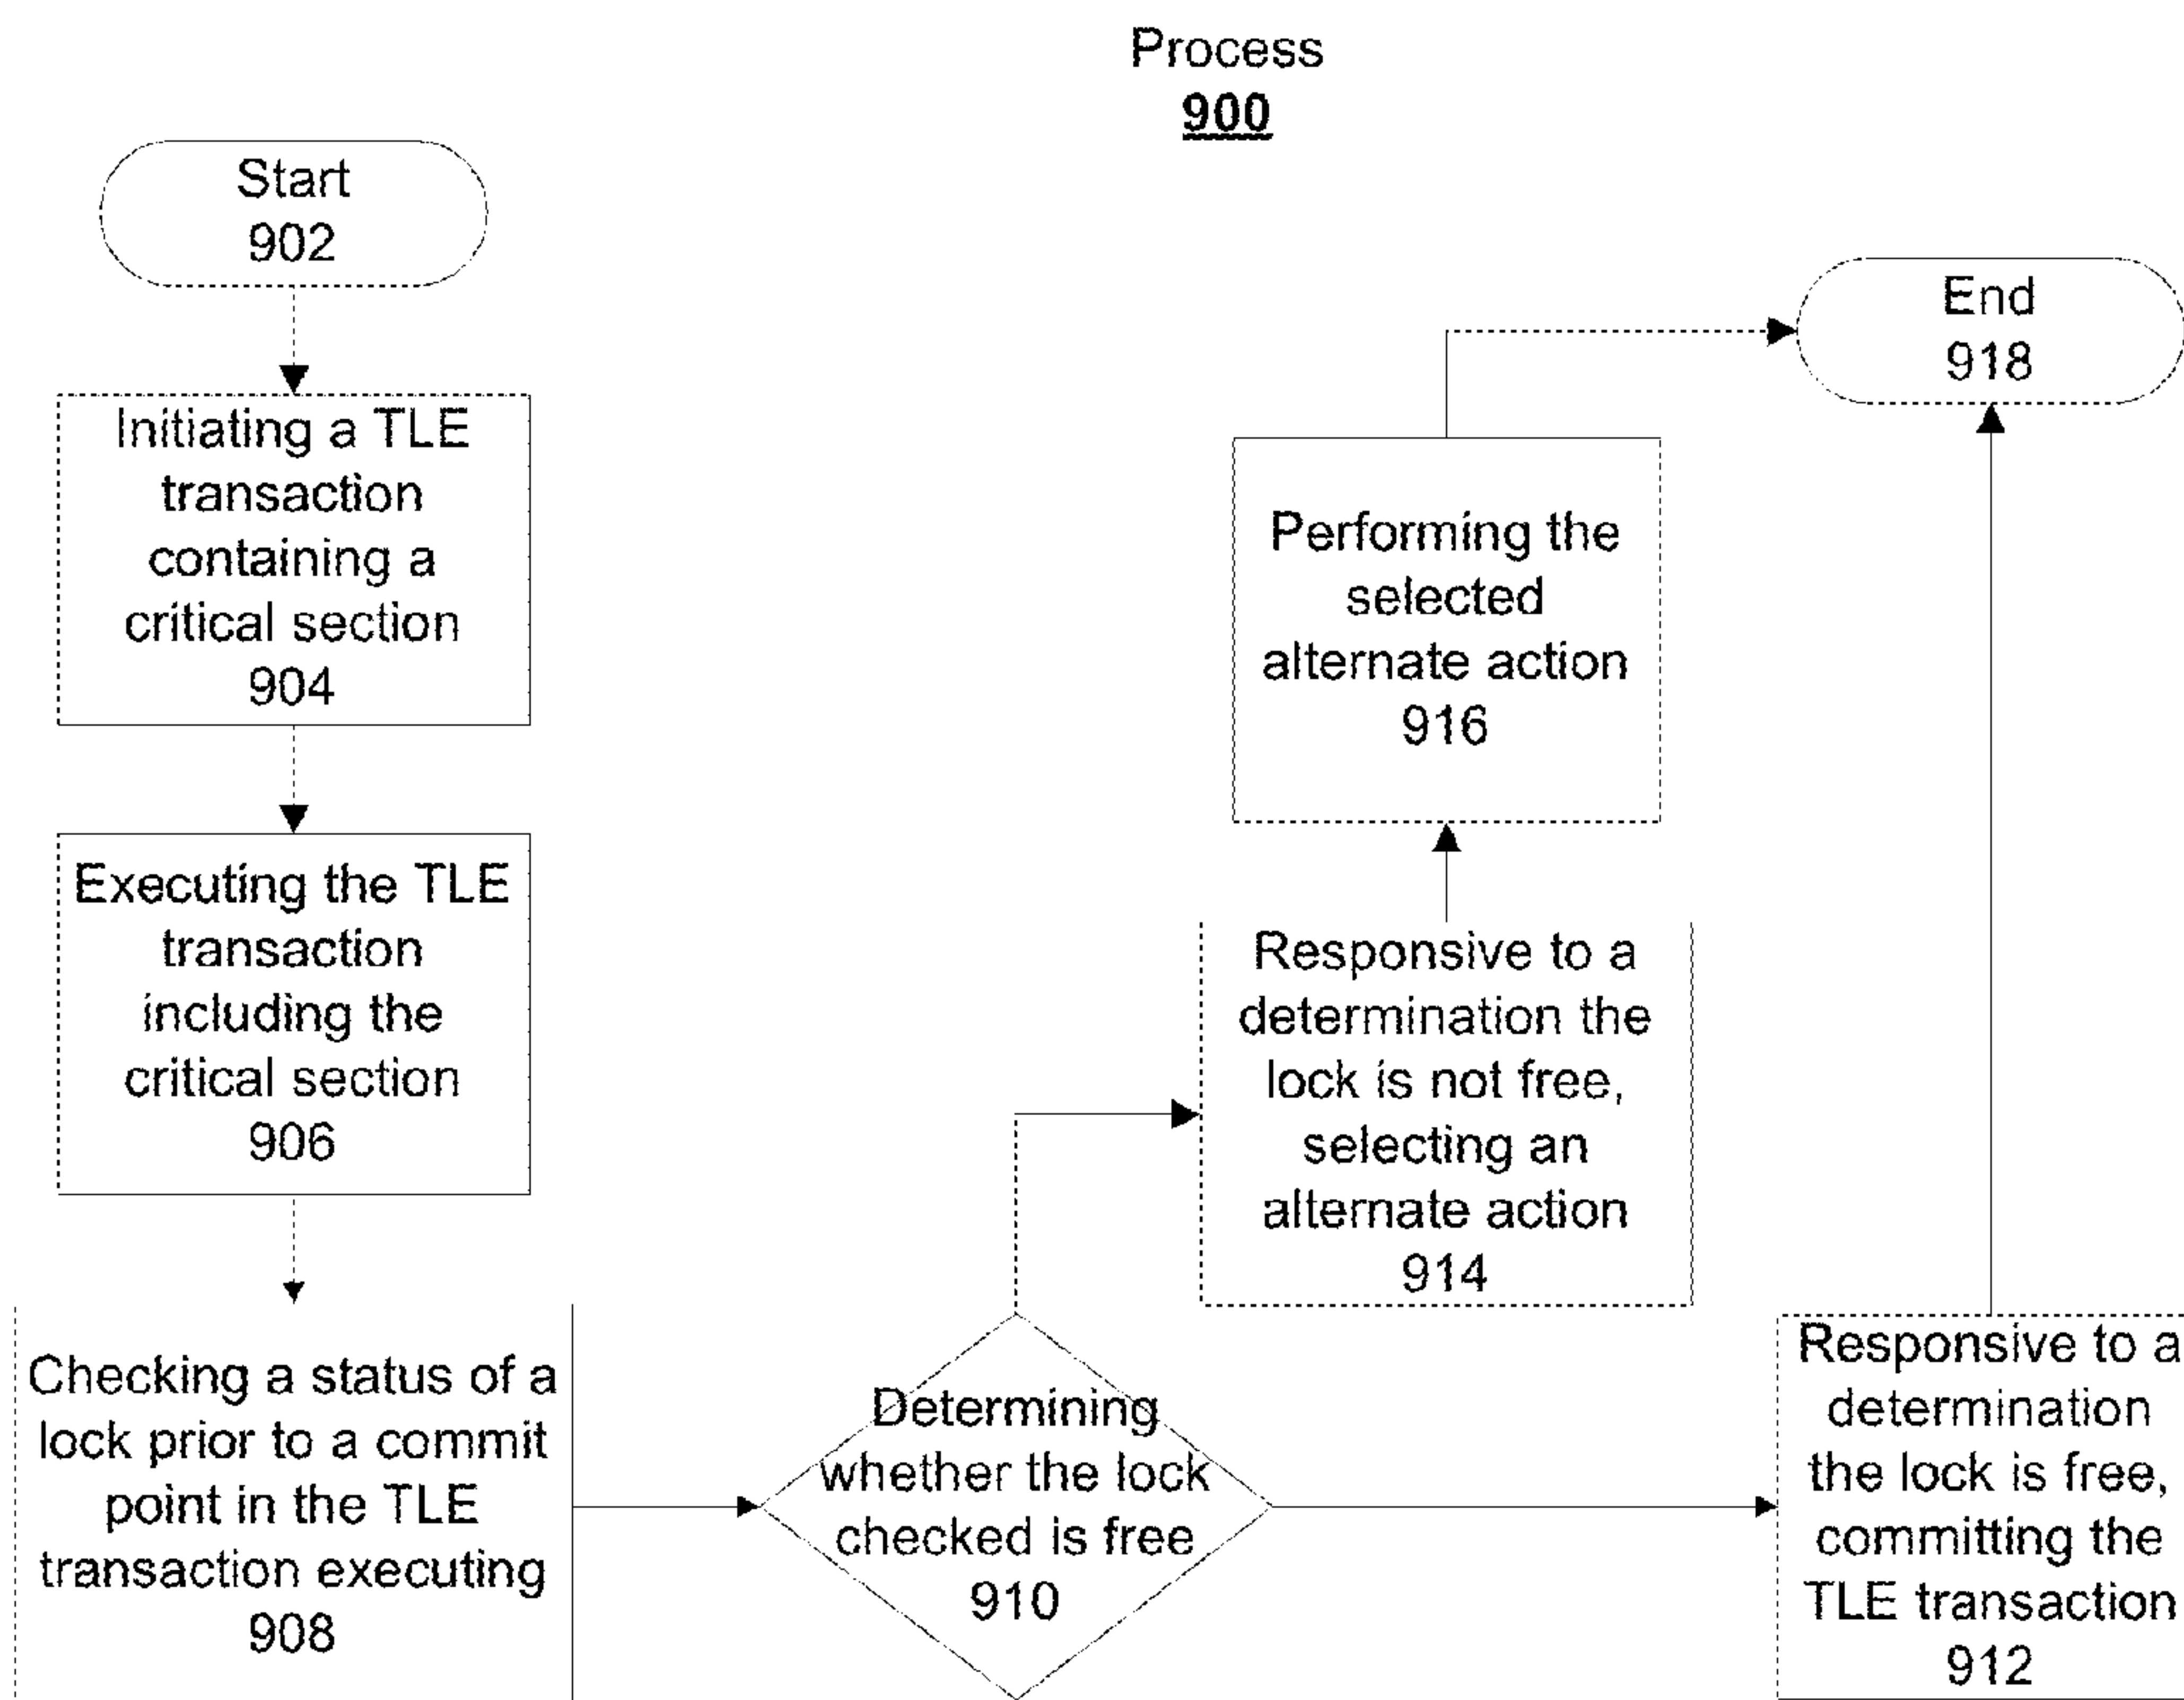 Process
900
Start
902
Initiating a TLE
transaction
containing a
critical section
904
Executing the TLE
transaction
including the
critical section
906
Checking a status of a
lock prior to a commit
point in the TLE
transaction executing
908
Determining
whether the lock
checked is free
910
Responsive to a
determination
the lock is free,
committing the
TLE transaction
912
Responsive to a
determination the
lock is not free,
selecting an
alternate action
914
Performing the
selected
alternate action
916
End
918